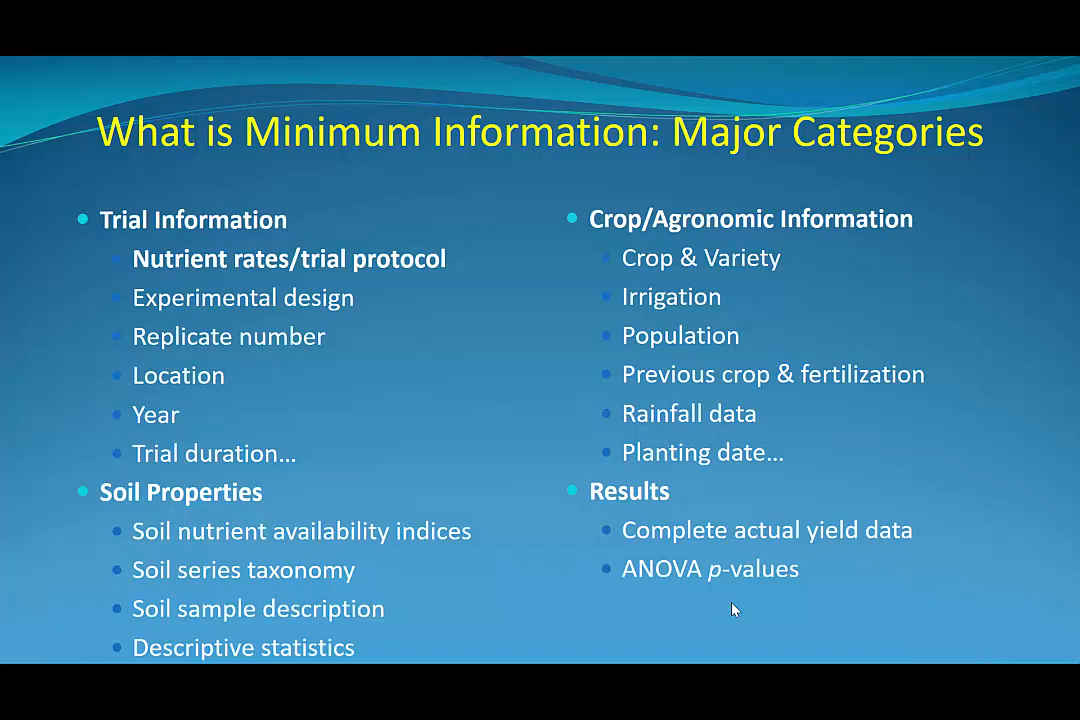 What is Minimum Information: Major Categories
Trial Information
Nutrient rates/trial protocol
Experimental design
Replicate number
Location
Year
Trial duration…
Soil Properties
Soil nutrient availability indices
Soil series taxonomy
Soil sample description
Descriptive statistics
Crop/Agronomic Information
Crop & Variety
Irrigation
Population
Previous crop & fertilization
Rainfall data
Planting date…
Results
Complete actual yield data
ANOVA p-values